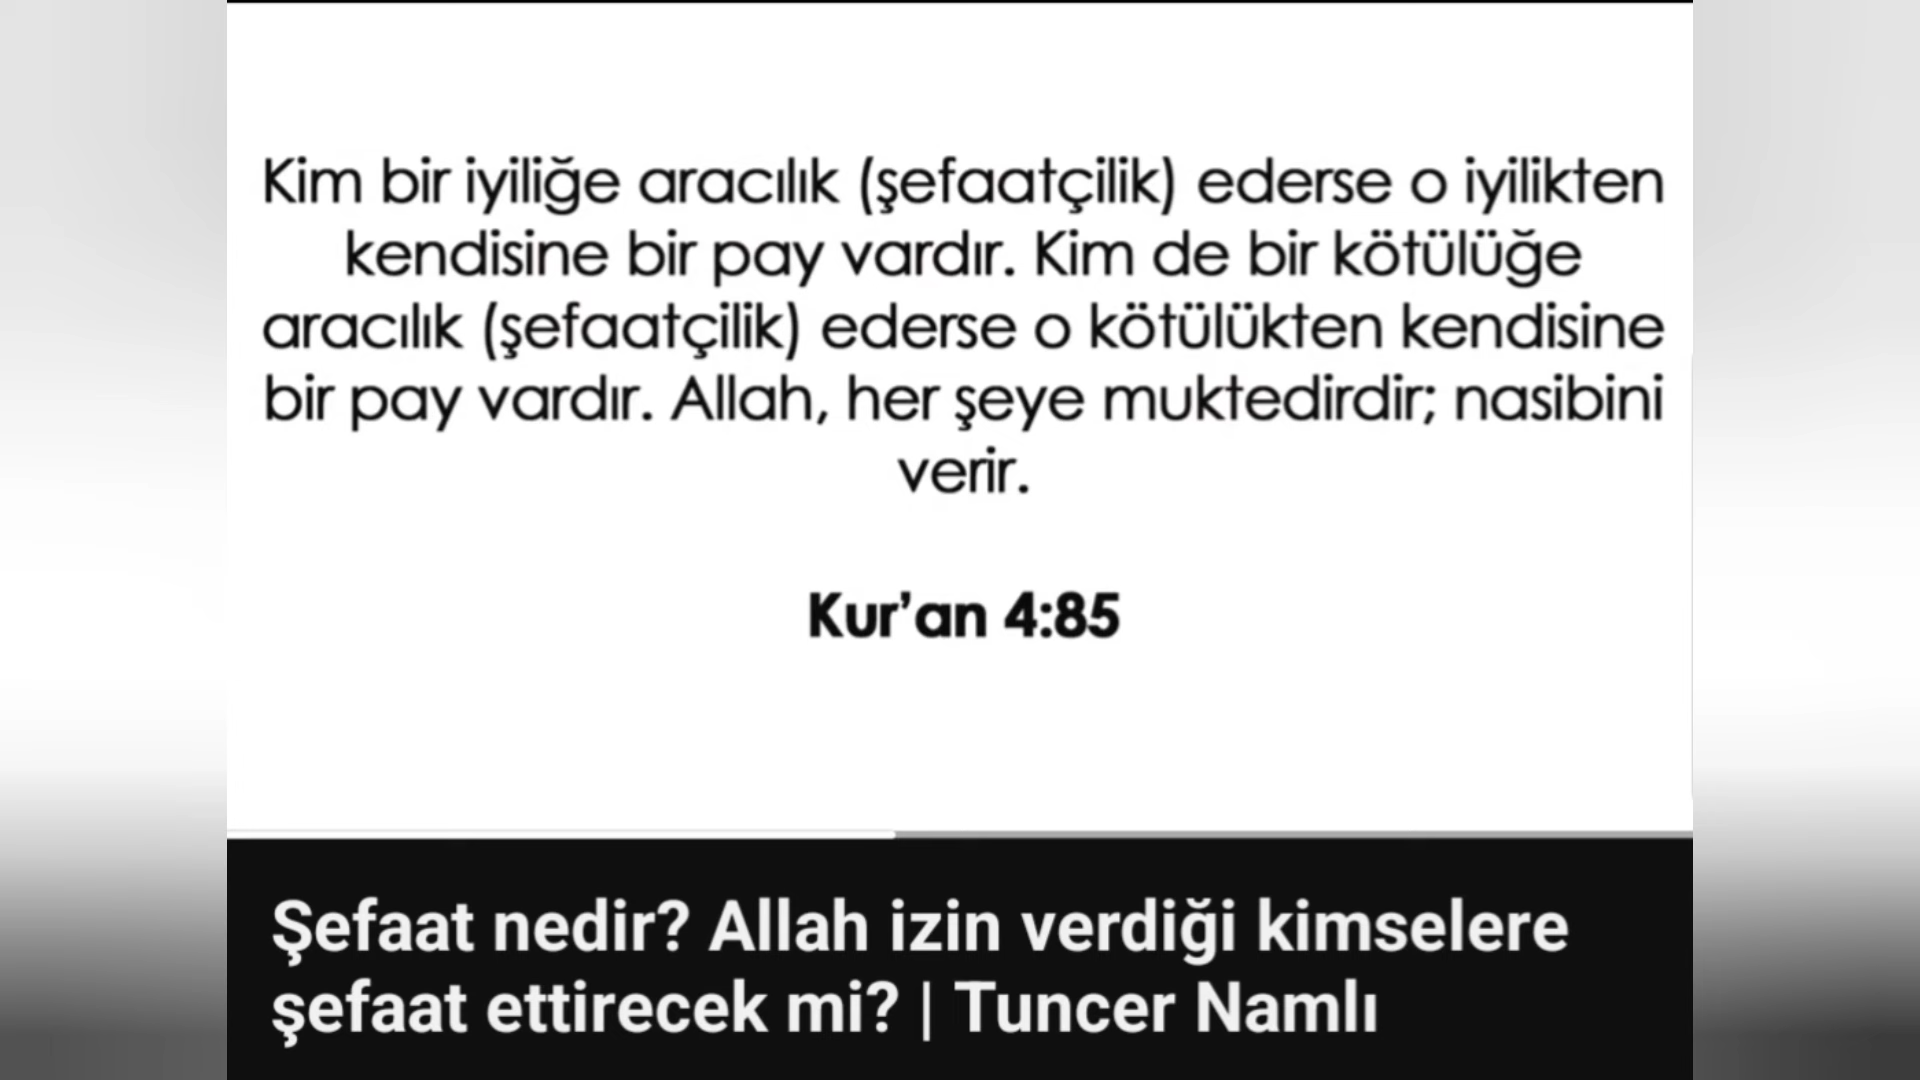 Kim bir iyiliğe aracılık (şefaatçilik) ederse o iyilikten
kendisine bir pay vardır. Kim de bir kötülüğe
aracılık (şefaatçilik) ederse o kötülükten kendisine
bir pay vardır. Allah, her şeye muktedirdir; nasibini
verir.
Kur’an 4:85
Şefaat nedir? Allah izin verdiği kimselere
şefaat ettirecek mi? | Tuncer Namlı